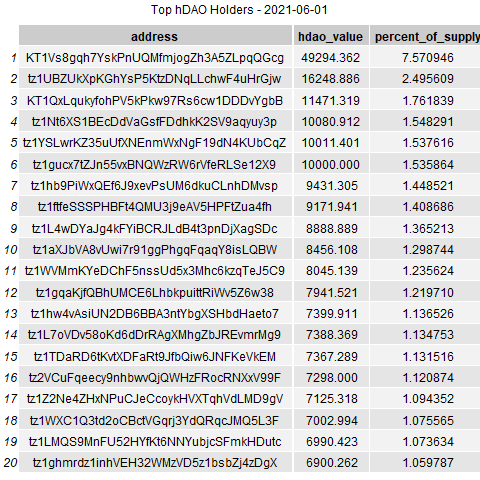 Top hDAO Holders - 2021-06-01
address hdao_value percent_of_supply
1 KT1Vs8gqh7YskPnUQMfmjogZh3A5ZLpqQGcg 49294.362 7.570946
2 tz1UBZUkXpKGhYsP5KtzDNqLLchwF4uHrGjw 16248.886 2.495609
3 KT1QxLqukyfohPV5kPkw97Rs6cw1DDDvYgbB 11471.319 1.761839
4 tz1Nt6XS1BEcDdVaGsfFDdhkK2SV9aqyuy3p 10080.912 1.548291
5 tz1YSLwrKZ35uUfXNEnmWxNgF19dN4KUbCqZ 10011.401 1.537616
6 tz1gucx7tZJn55vxBNQWzRW6rVfeRLSe12X9 10000.000 1.535864
7 tz1hb9PiWxQEf6J9xevPsUM6dkuCLnhDMvsp 9431.305 1.448521
8 tz1ftfeSSSPHBFt4QMU3j9eAV5HPFtZua4fh 9171.941 1.408686
9 tz1L4wDYaJg4kFYiBCRJLdB4t3pnDjXagSDc 8888.889 1.365213
10 tz1aXJbVA8vUwi7r91ggPhgqFqaqY8isLQBW 8456.108 1.298744
11 tz1WVMmKYeDChF5nssUd5x3Mhc6kzqTeJ5C9 8045.139 1.235624
12 tz1gqaKjfQBhUMCE6LhbkpuittRiWv5Z6w38 7941.521 1.219710
13 tz1hw4vAsiUN2DB6BBA3ntYbgXSHbdHaeto7 7399.911 1.136526
14 tz1L7oVDv58oKd6dDrRAgXMhgZbJREvmrMg9 7388.369 1.134753
15 tz1TDaRD6tKvtXDFaRt9JfbQiw6JNFKeVkEM 7367.289 1.131516
16 tz2VCuFqeecy9nhbwvQjQWHzFRocRNXxV99F 7298.000 1.120874
17 tz1Z2Ne4ZHxNPuCJeCcoykHVXTqhVdLMD9gV 7125.318 1.094352
18 tz1WXC1Q3td2oCBctVGqrj3YdQRqcJMQ5L3F 7002.994 1.075565
19 tz1LMQS9MnFU52HYfKt6NNYubjcSFmkHDutc 6990.423 1.073634
20 tz1ghmrdz1inhVEH32WMzVD5z1bsbZj4zDgX 6900.262 1.059787